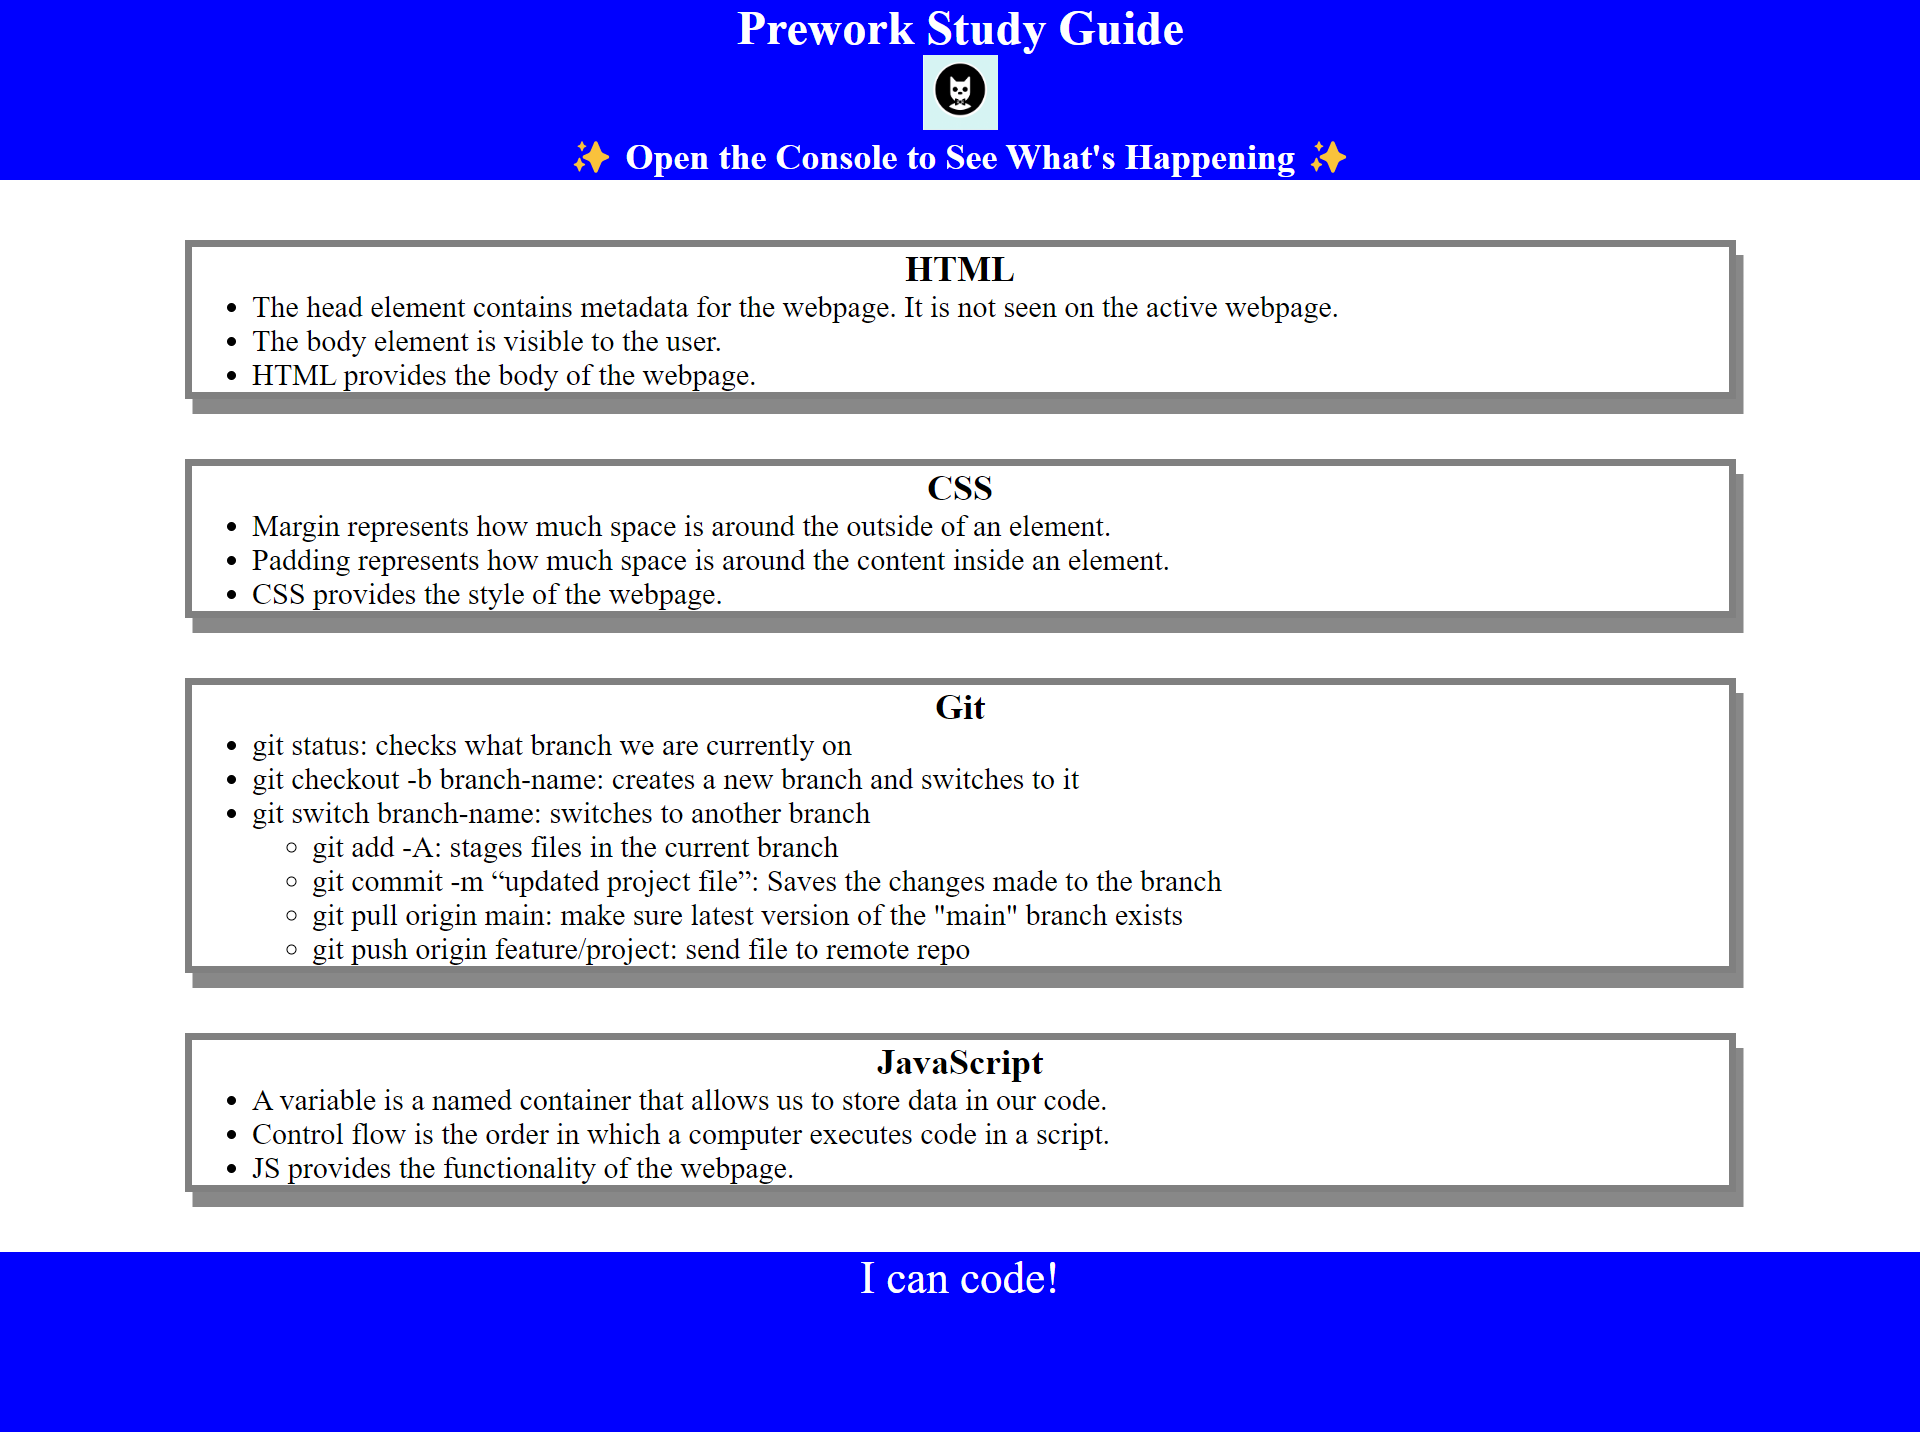 Prework Study Guide
✨ Open the Console to See What's Happening ✨
HTML
• The head element contains metadata for the webpage. It is not seen on the active webpage.
• The body element is visible to the user.
• HTML provides the body of the webpage.
CSS
• Margin represents how much space is around the outside of an element.
• Padding represents how much space is around the content inside an element.
• CSS provides the style of the webpage.
Git
• git status: checks what branch we are currently on
• git checkout -b branch-name: creates a new branch and switches to it
• git switch branch-name: switches to another branch
◦ git add -A: stages files in the current branch
◦ git commit -m “updated project file”: Saves the changes made to the branch
◦ git pull origin main: make sure latest version of the "main" branch exists
◦ git push origin feature/project: send file to remote repo
JavaScript
• A variable is a named container that allows us to store data in our code.
• Control flow is the order in which a computer executes code in a script.
• JS provides the functionality of the webpage.
I can code!